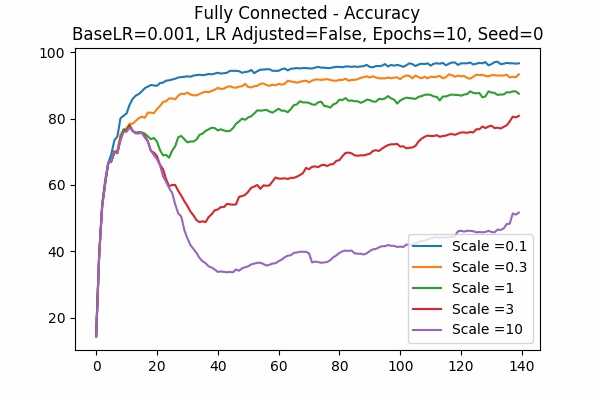 Fully Connected - Accuracy
BaseLR=0.001, LR Adjusted=False, Epochs=10, Seed=0
100
80
60
40
20
Scale =0.1
Scale =0.3
Scale =1
Scale =3
Scale =10
0 20 40 60 80 100 120 140